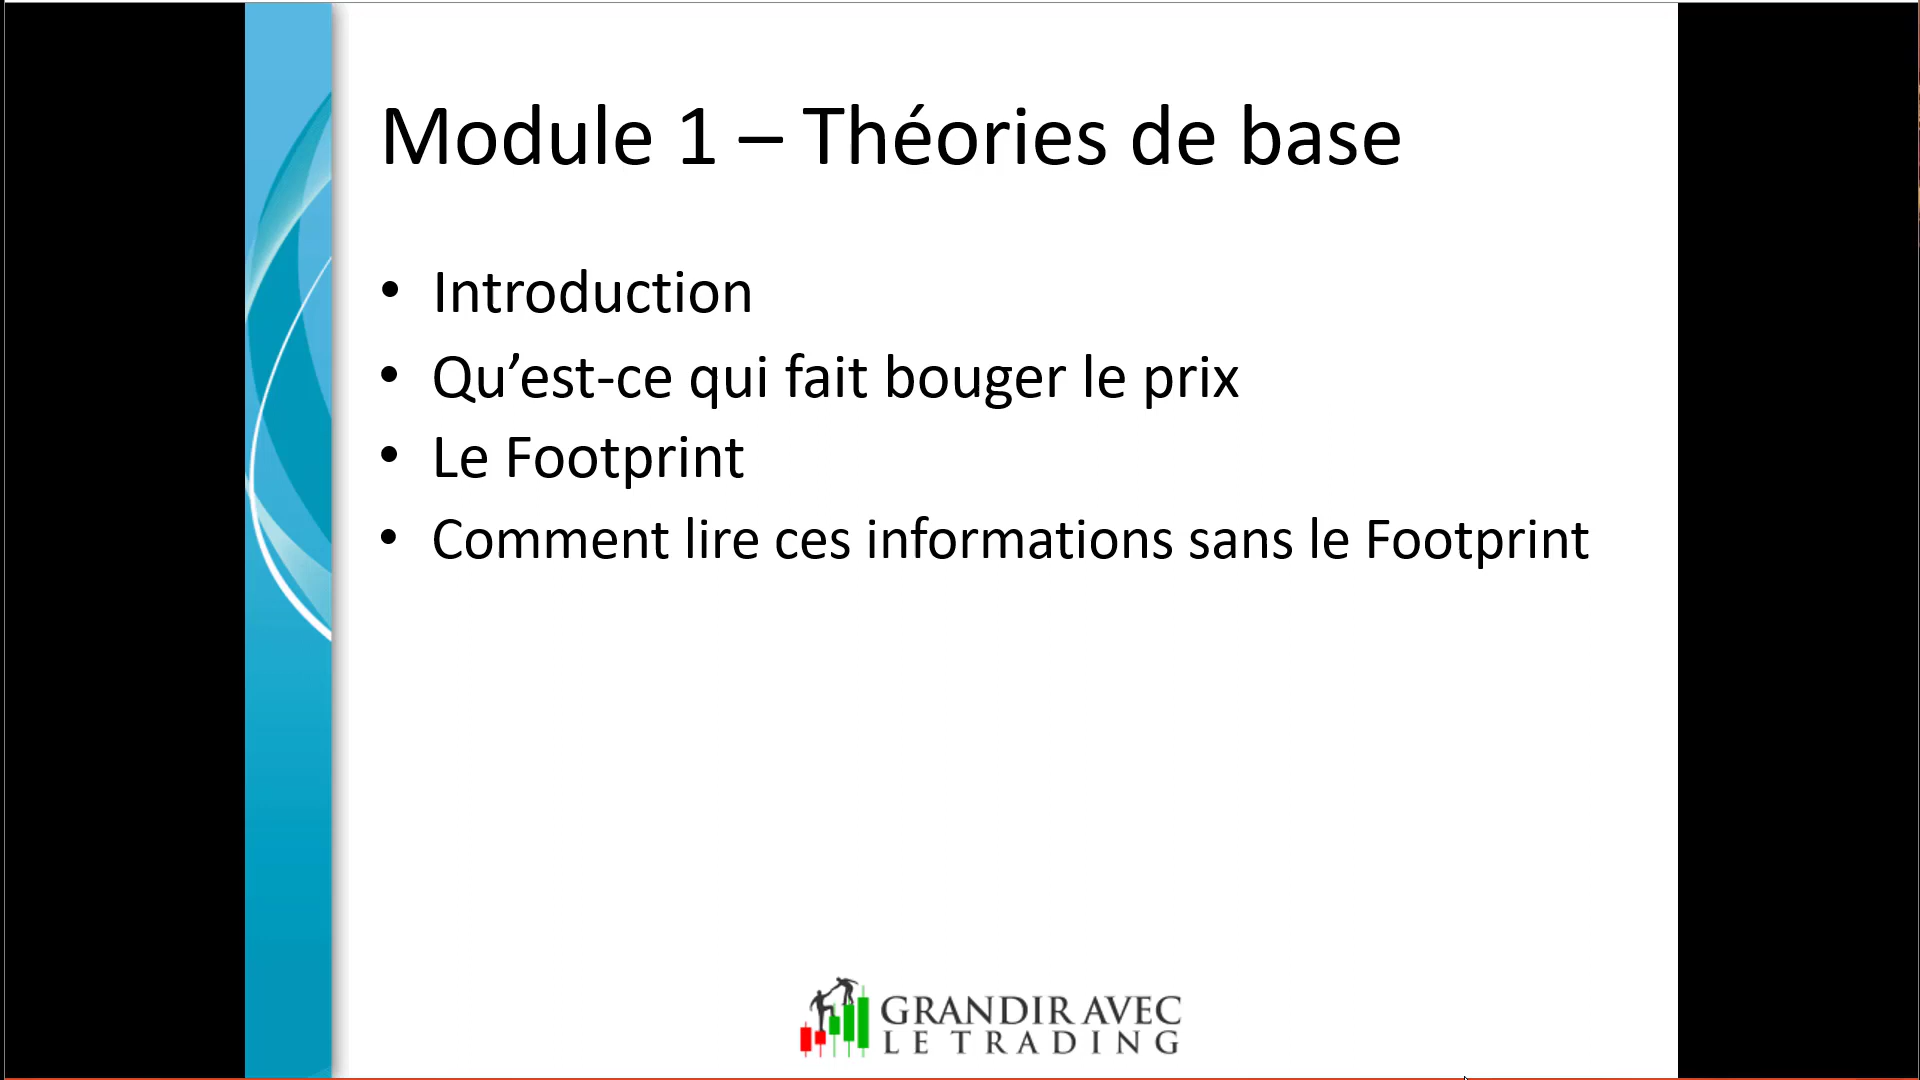 Module 1 – Théories de base
• Introduction
• Qu’est-ce qui fait bouger le prix
• Le Footprint
• Comment lire ces informations sans le Footprint
GRANDIR AVEC
LE TRADING